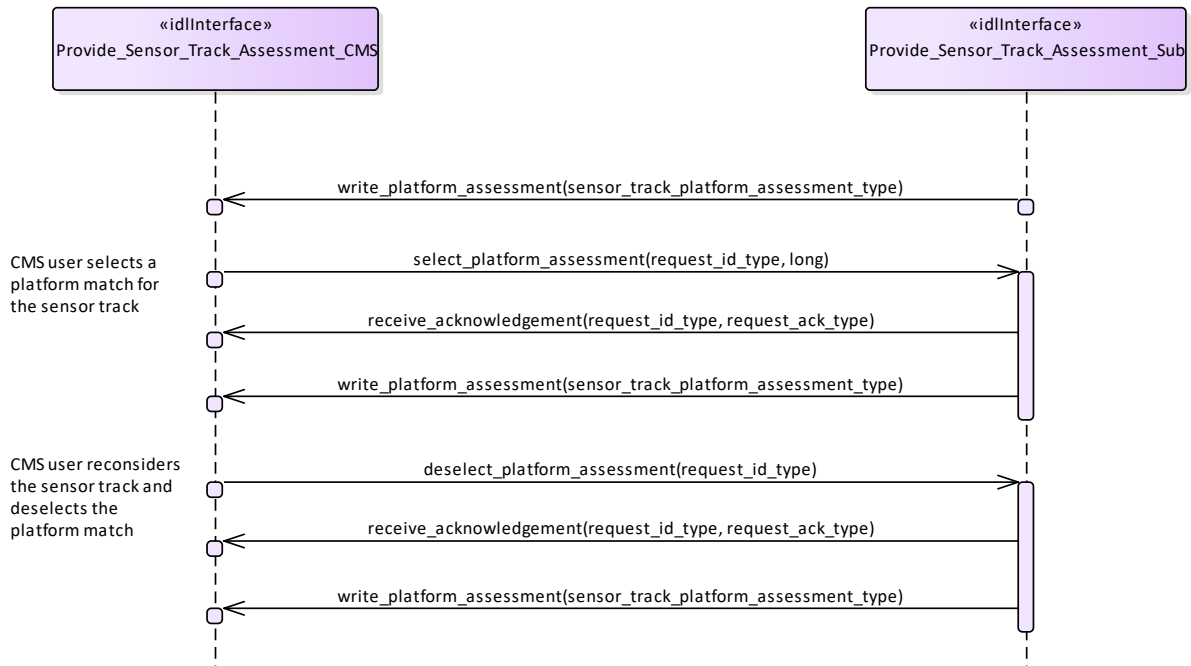 «idlInterface»
Provide_Sensor_Track_Assessment_CMS
«idlInterface»
Provide_Sensor_Track_Assessment_Sub
write_platform_assessment(sensor_track_platform_assessment_type)
CMS user selects a
platform match for
the sensor track
select_platform_assessment(request_id_type, long)
receive_acknowledgement(request_id_type, request_ack_type)
write_platform_assessment(sensor_track_platform_assessment_type)
CMS user reconsiders
the sensor track and
deselects the
platform match
deselect_platform_assessment(request_id_type)
receive_acknowledgement(request_id_type, request_ack_type)
write_platform_assessment(sensor_track_platform_assessment_type)